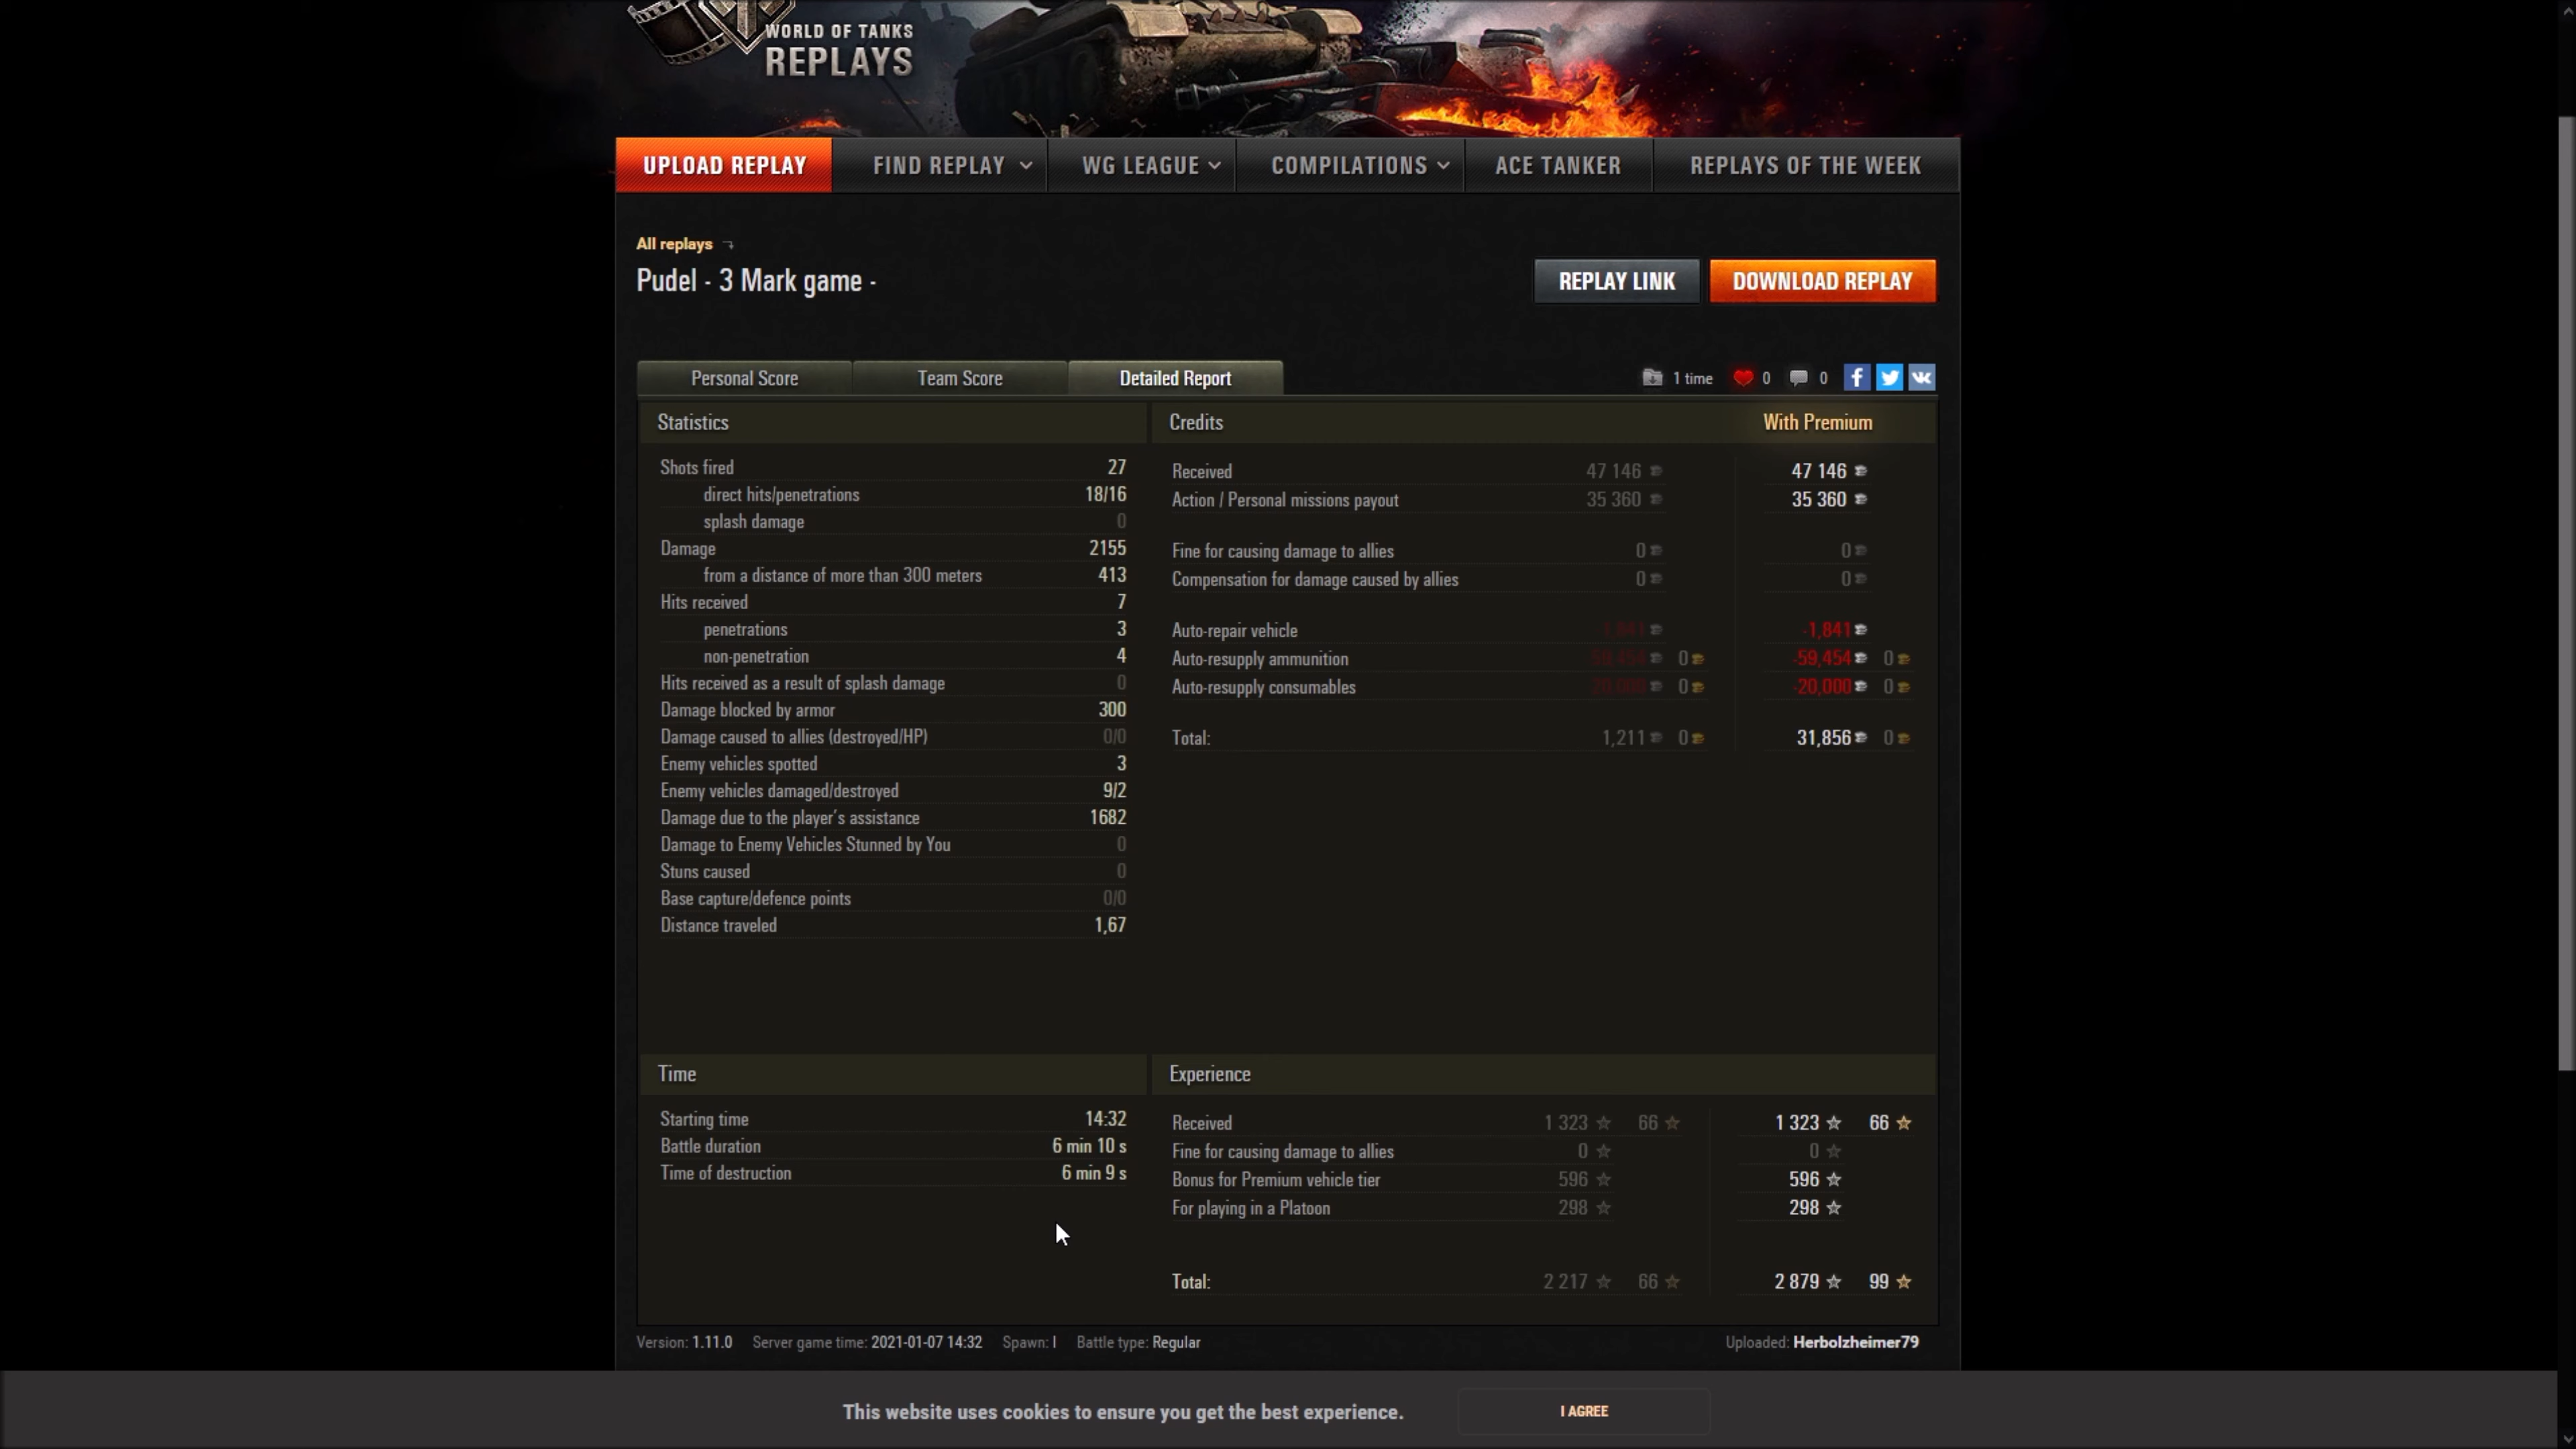 WORLD OF TANKS
REPLAYS
UPLOAD REPLAY FIND REPLAY WG LEAGUE COMPILATIONS ACE TANKER REPLAYS OF THE WEEK
All replays
Pudel - 3 Mark game -
REPLAY LINK DOWNLOAD REPLAY
Personal Score Team Score Detailed Report 1 time 0 0
Statistics
Shots fired 27
direct hits/penetrations 18/16
splash damage 0
Damage 2155
from a distance of more than 300 meters 413
Hits received 7
penetrations 3
non-penetration 4
Hits received as a result of splash damage 0
Damage blocked by armor 300
Damage caused to allies (destroyed/HP) 0/0
Enemy vehicles spotted 3
Enemy vehicles damaged/destroyed 9/2
Damage due to the player's assistance 1682
Damage to Enemy Vehicles Stunned by You 0
Stuns caused 0
Base capture/defence points 0/0
Distance traveled 1,67
Credits With Premium
Received 47 146 47 146
Action / Personal missions payout 35 360 35 360
Fine for causing damage to allies 0 0
Compensation for damage caused by allies 0 0
Auto-repair vehicle -1,841
Auto-resupply ammunition 0 -59,454 0
Auto-resupply consumables 0 -20,000 0
Total: 1,211 0 31,856 0
Time
Starting time 14:32
Battle duration 6 min 10 s
Time of destruction 6 min 9 s
Experience
Received 1 323 66 1 323 66
Fine for causing damage to allies 0 0
Bonus for Premium vehicle tier 596 596
For playing in a Platoon 298 298
Total: 2 217 66 2 879 99
Version: 1.11.0 Server game time: 2021-01-07 14:32 Spawn: I Battle type: Regular Uploaded: Herbolzheimer79
This website uses cookies to ensure you get the best experience. I AGREE